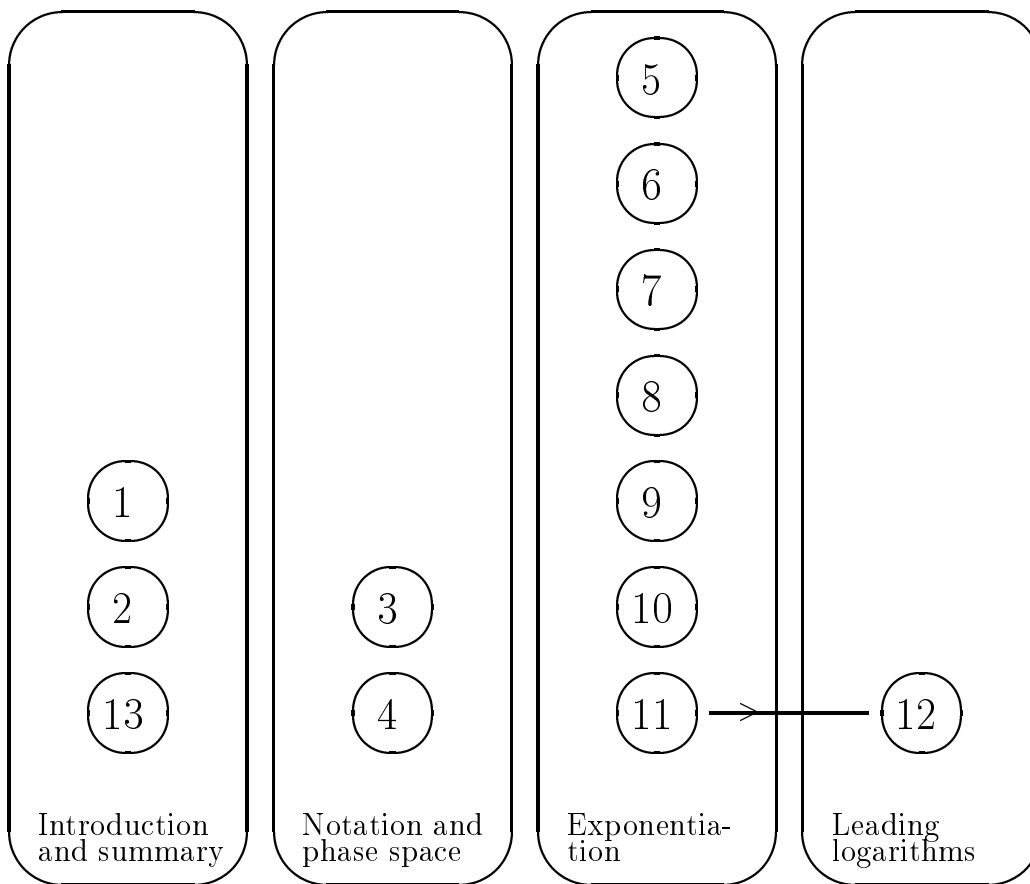 1
2
13
Introduction
and summary
3
4
Notation and
phase space
5
6
7
8
9
10
11
Exponentia-
tion
12
Leading
logarithms